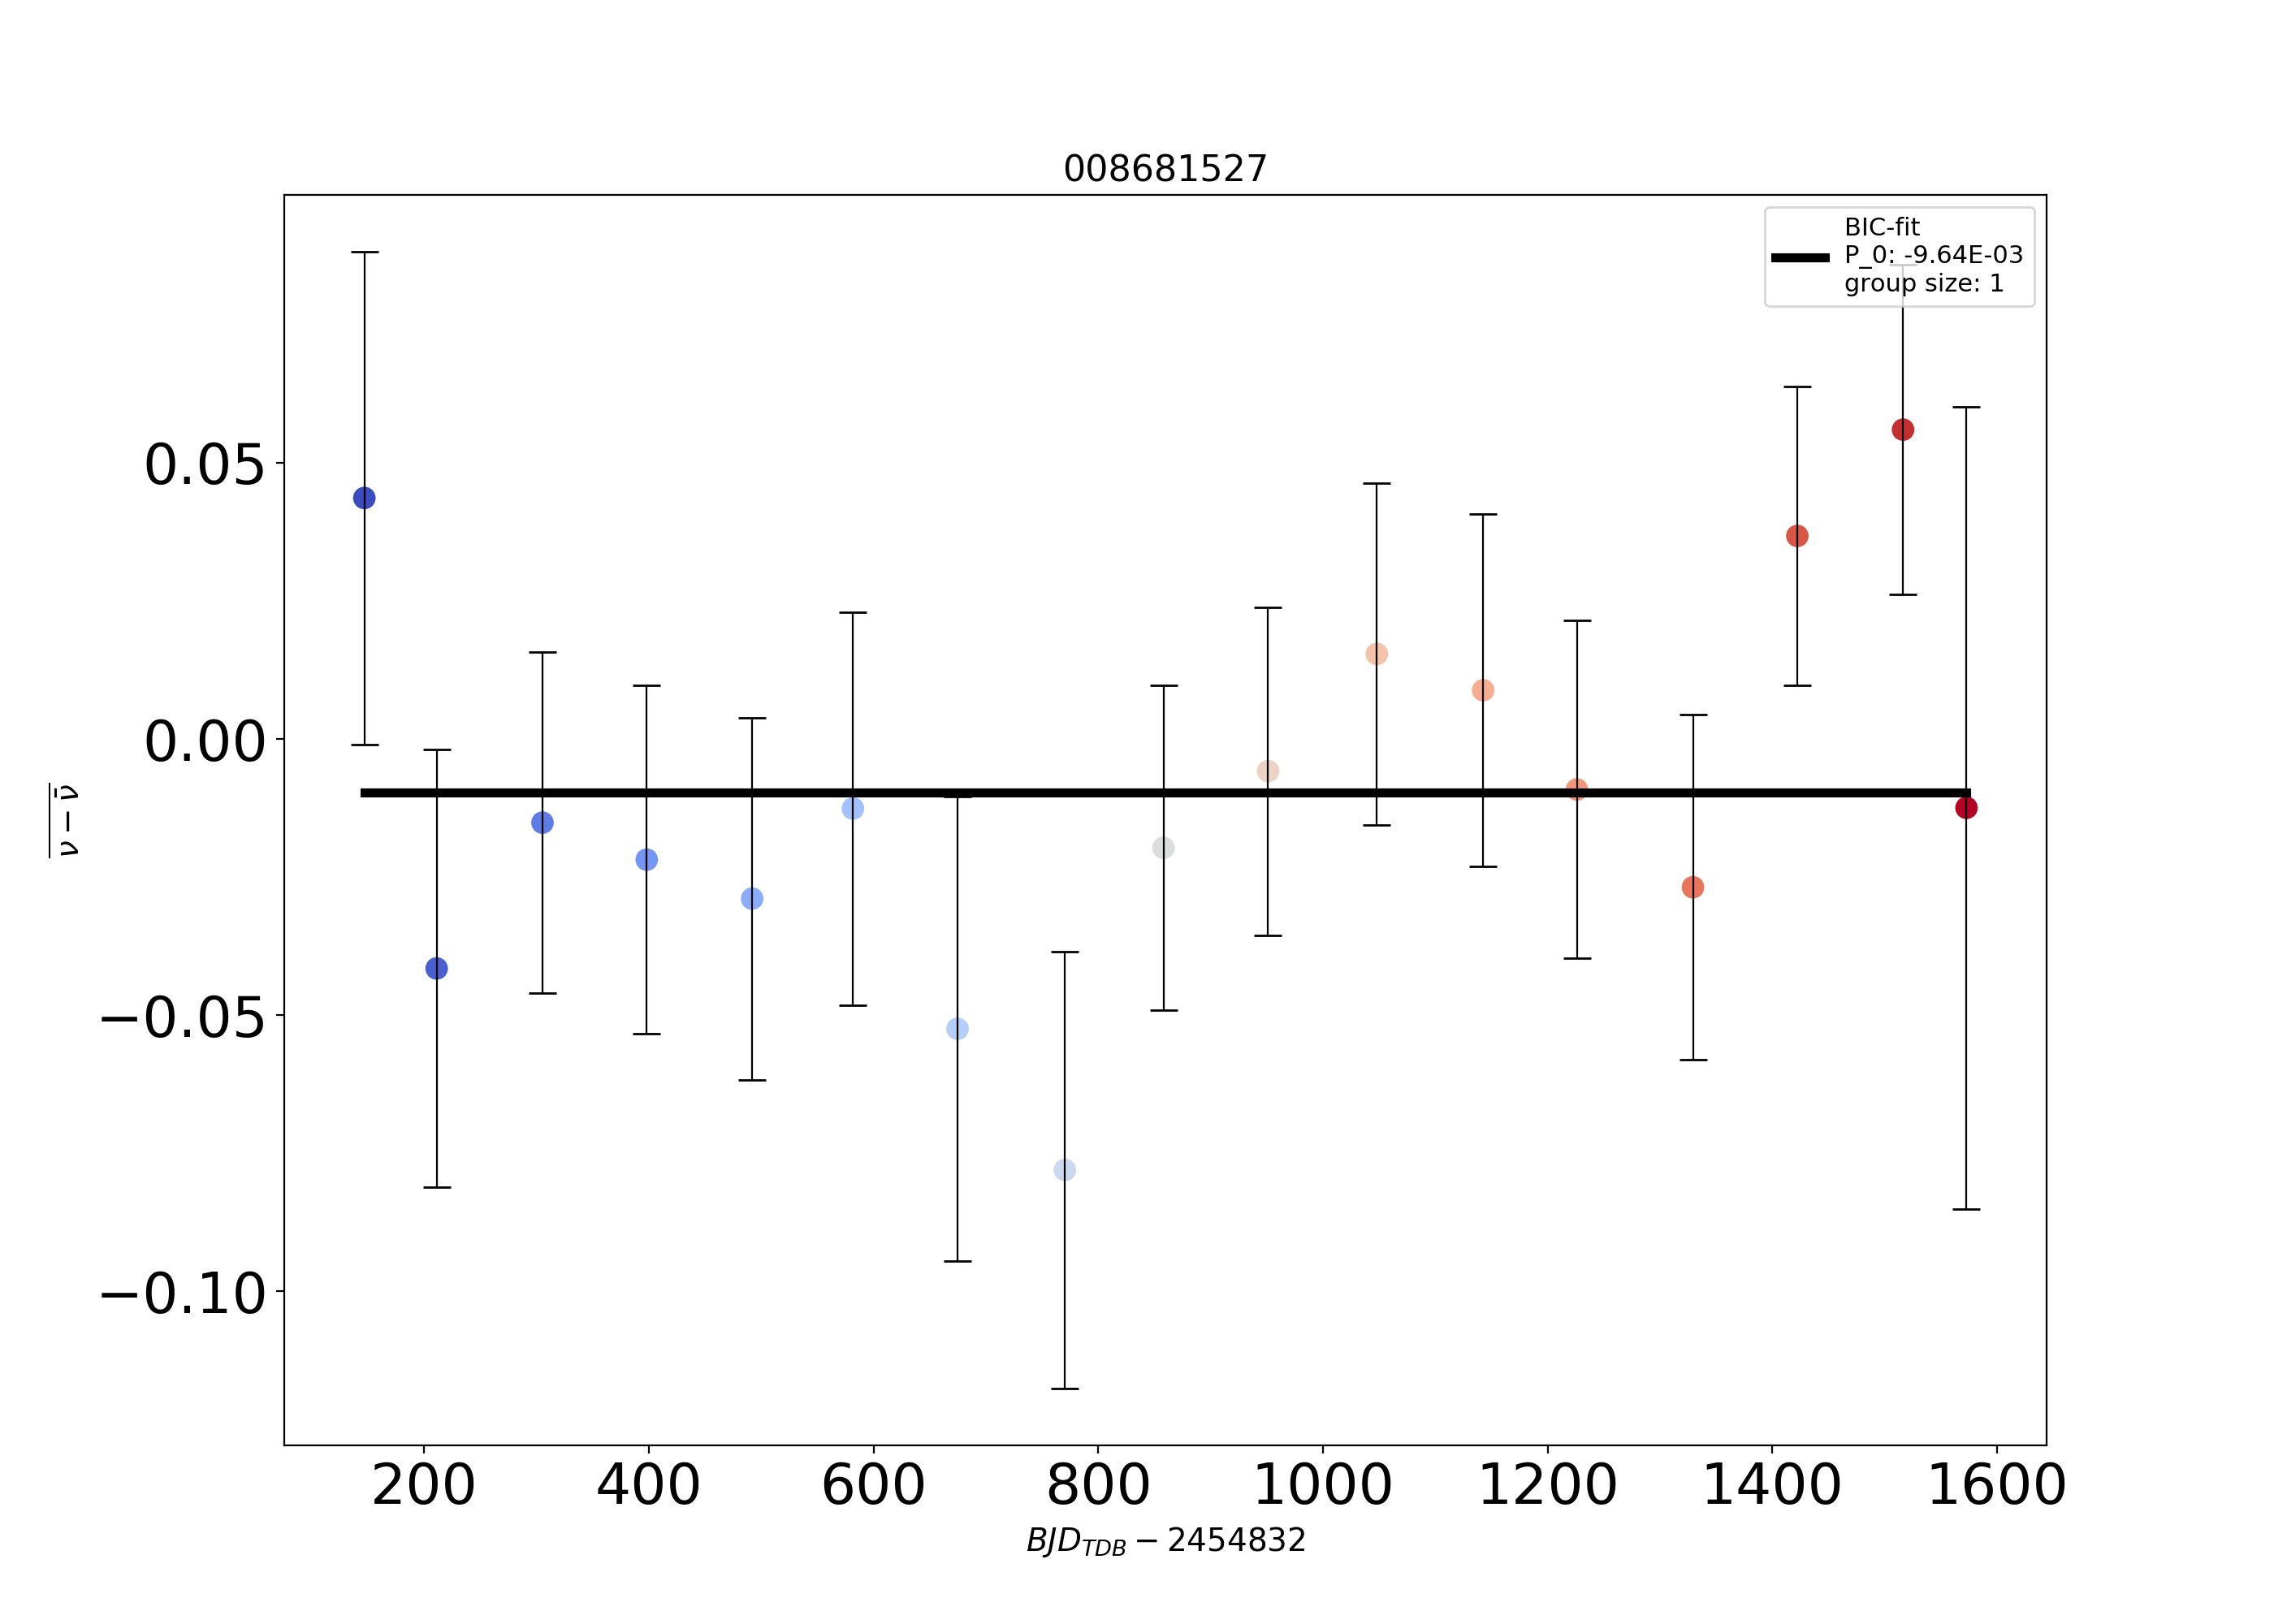 008681527
BIC-fit
P_0: -9.64E-03
group size: 1
0.05
0.00
−0.05
−0.10
ν − ν̄
200 400 600 800 1000 1200 1400 1600
BJD_TDB − 2454832